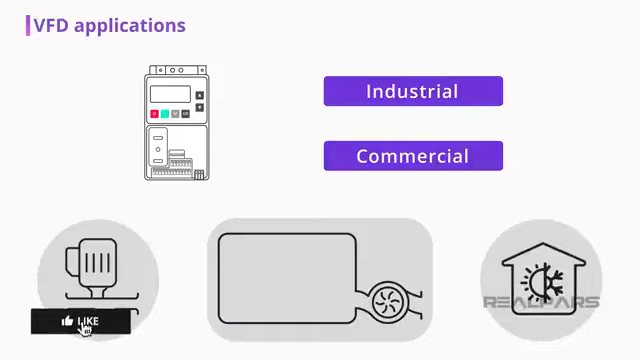 VFD applications
Industrial
Commercial
REALPARS
LIKE